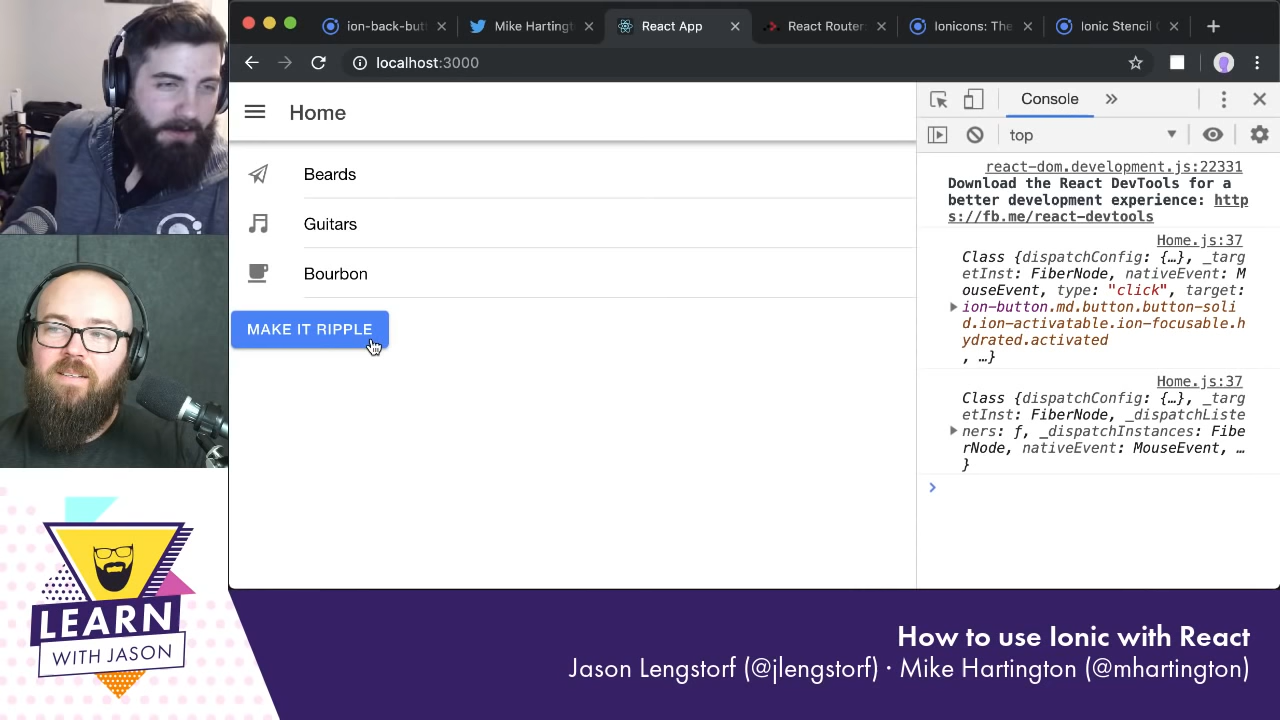 ion-back-but
Mike Harting
React App
React Router
Ionicons: The
Ionic Stencil
localhost:3000
Home
Beards
Guitars
Bourbon
MAKE IT RIPPLE
Console
top
react-dom.development.js:22331
Download the React DevTools for a
better development experience: http
s://fb.me/react-devtools
Home.js:37
Class {dispatchConfig: {…}, _targ
etInst: FiberNode, nativeEvent: M
ouseEvent, type: "click", target:
ion-button.md.button.button-soli
d.ion-activatable.ion-focusable.h
ydrated.activated
, …}
Home.js:37
Class {dispatchConfig: {…}, _targ
etInst: FiberNode, _dispatchListe
ners: ƒ, _dispatchInstances: Fibe
rNode, nativeEvent: MouseEvent, …
}
LEARN
WITH JASON
How to use Ionic with React
Jason Lengstorf (@jlengstorf) · Mike Hartington (@mhartington)